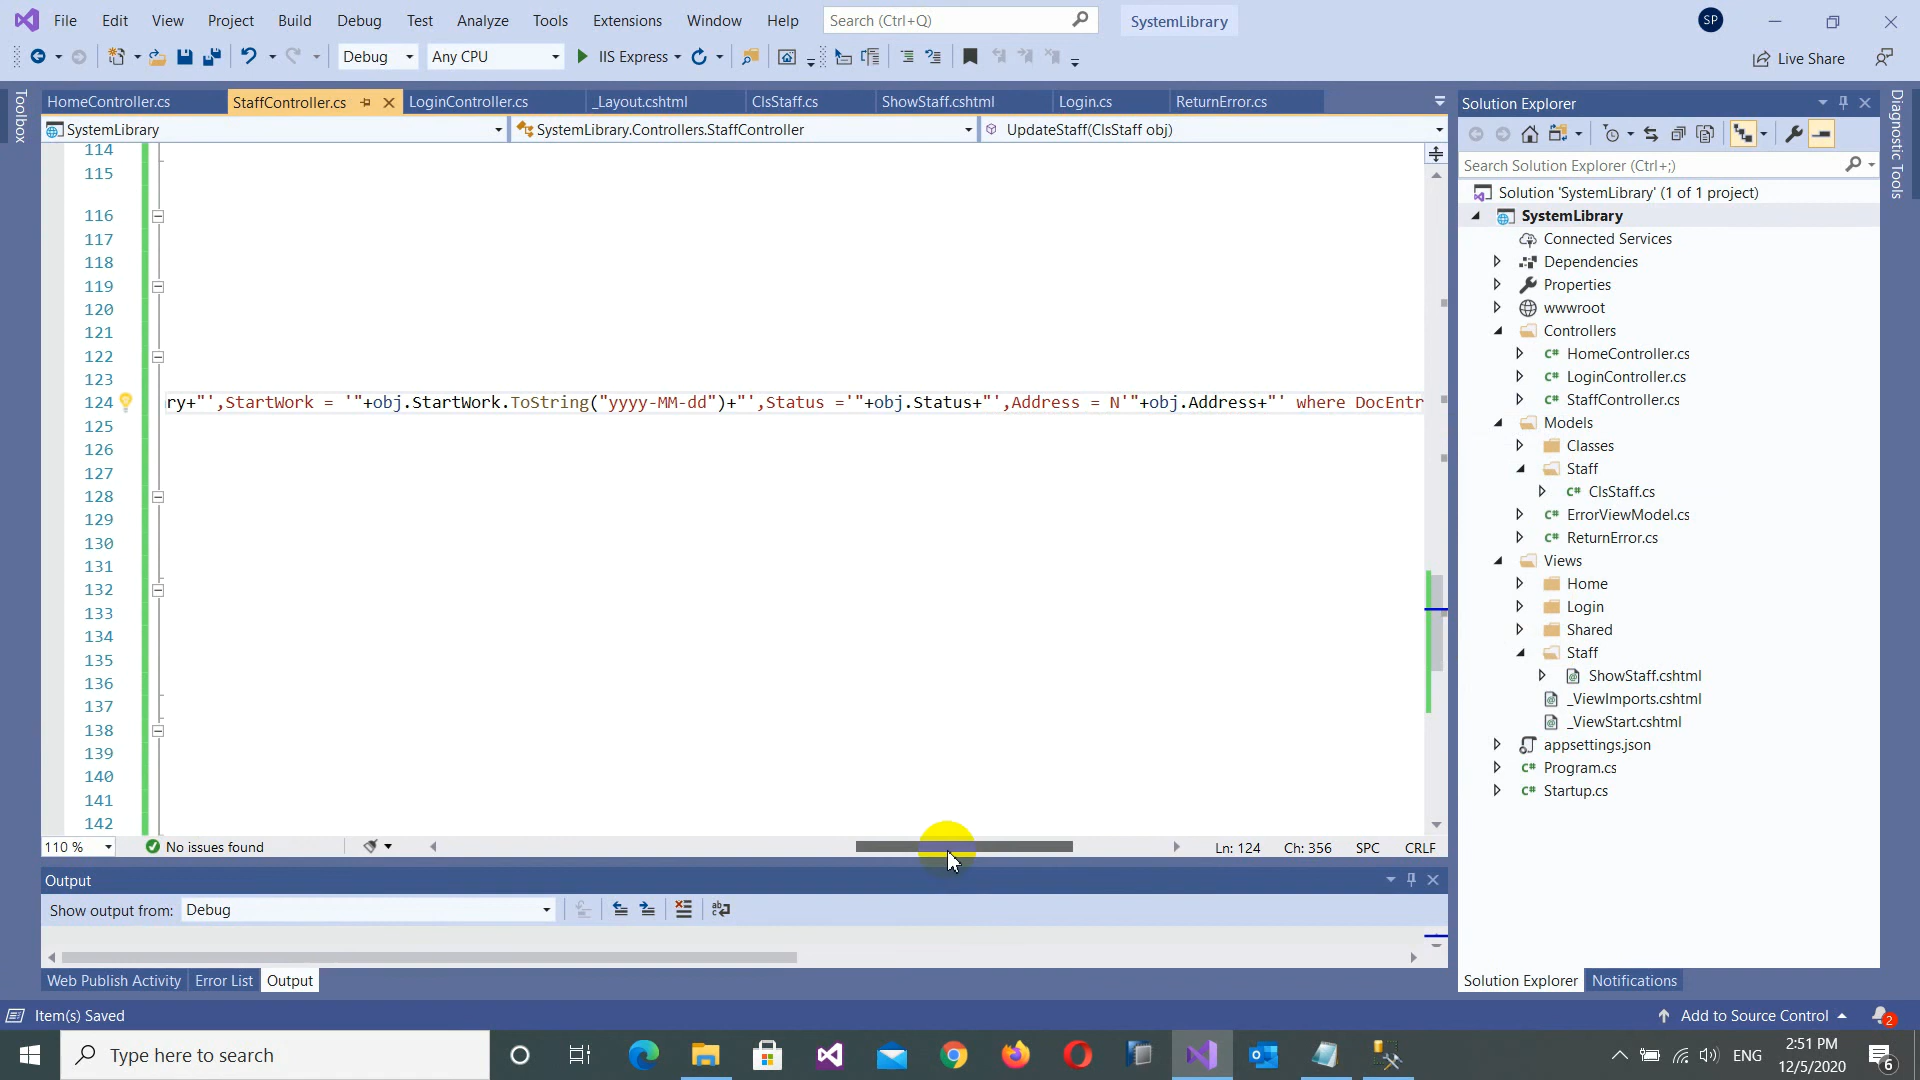 File Edit View Project Build Debug Test Analyze Tools Extensions Window Help Search (Ctrl+Q) SystemLibrary SP
Debug Any CPU IIS Express Live Share
Toolbox
HomeController.cs StaffController.cs LoginController.cs _Layout.cshtml ClsStaff.cs ShowStaff.cshtml Login.cs ReturnError.cs
SystemLibrary SystemLibrary.Controllers.StaffController UpdateStaff(ClsStaff obj)
114
115
116
117
118
119
120
121
122
123
124 ry+"',StartWork = '"+obj.StartWork.ToString("yyyy-MM-dd")+"',Status ='"+obj.Status+"',Address = N'"+obj.Address+"' where DocEntr
125
126
127
128
129
130
131
132
133
134
135
136
137
138
139
140
141
142
110 % No issues found Ln: 124 Ch: 356 SPC CRLF
Output
Show output from: Debug
Web Publish Activity Error List Output
Solution Explorer
Search Solution Explorer (Ctrl+;)
Solution 'SystemLibrary' (1 of 1 project)
SystemLibrary
Connected Services
Dependencies
Properties
wwwroot
Controllers
C# HomeController.cs
C# LoginController.cs
C# StaffController.cs
Models
Classes
Staff
C# ClsStaff.cs
C# ErrorViewModel.cs
C# ReturnError.cs
Views
Home
Login
Shared
Staff
ShowStaff.cshtml
_ViewImports.cshtml
_ViewStart.cshtml
appsettings.json
C# Program.cs
C# Startup.cs
Solution Explorer Notifications
Diagnostic Tools
Item(s) Saved Add to Source Control 2
Type here to search ENG 2:51 PM
12/5/2020 6